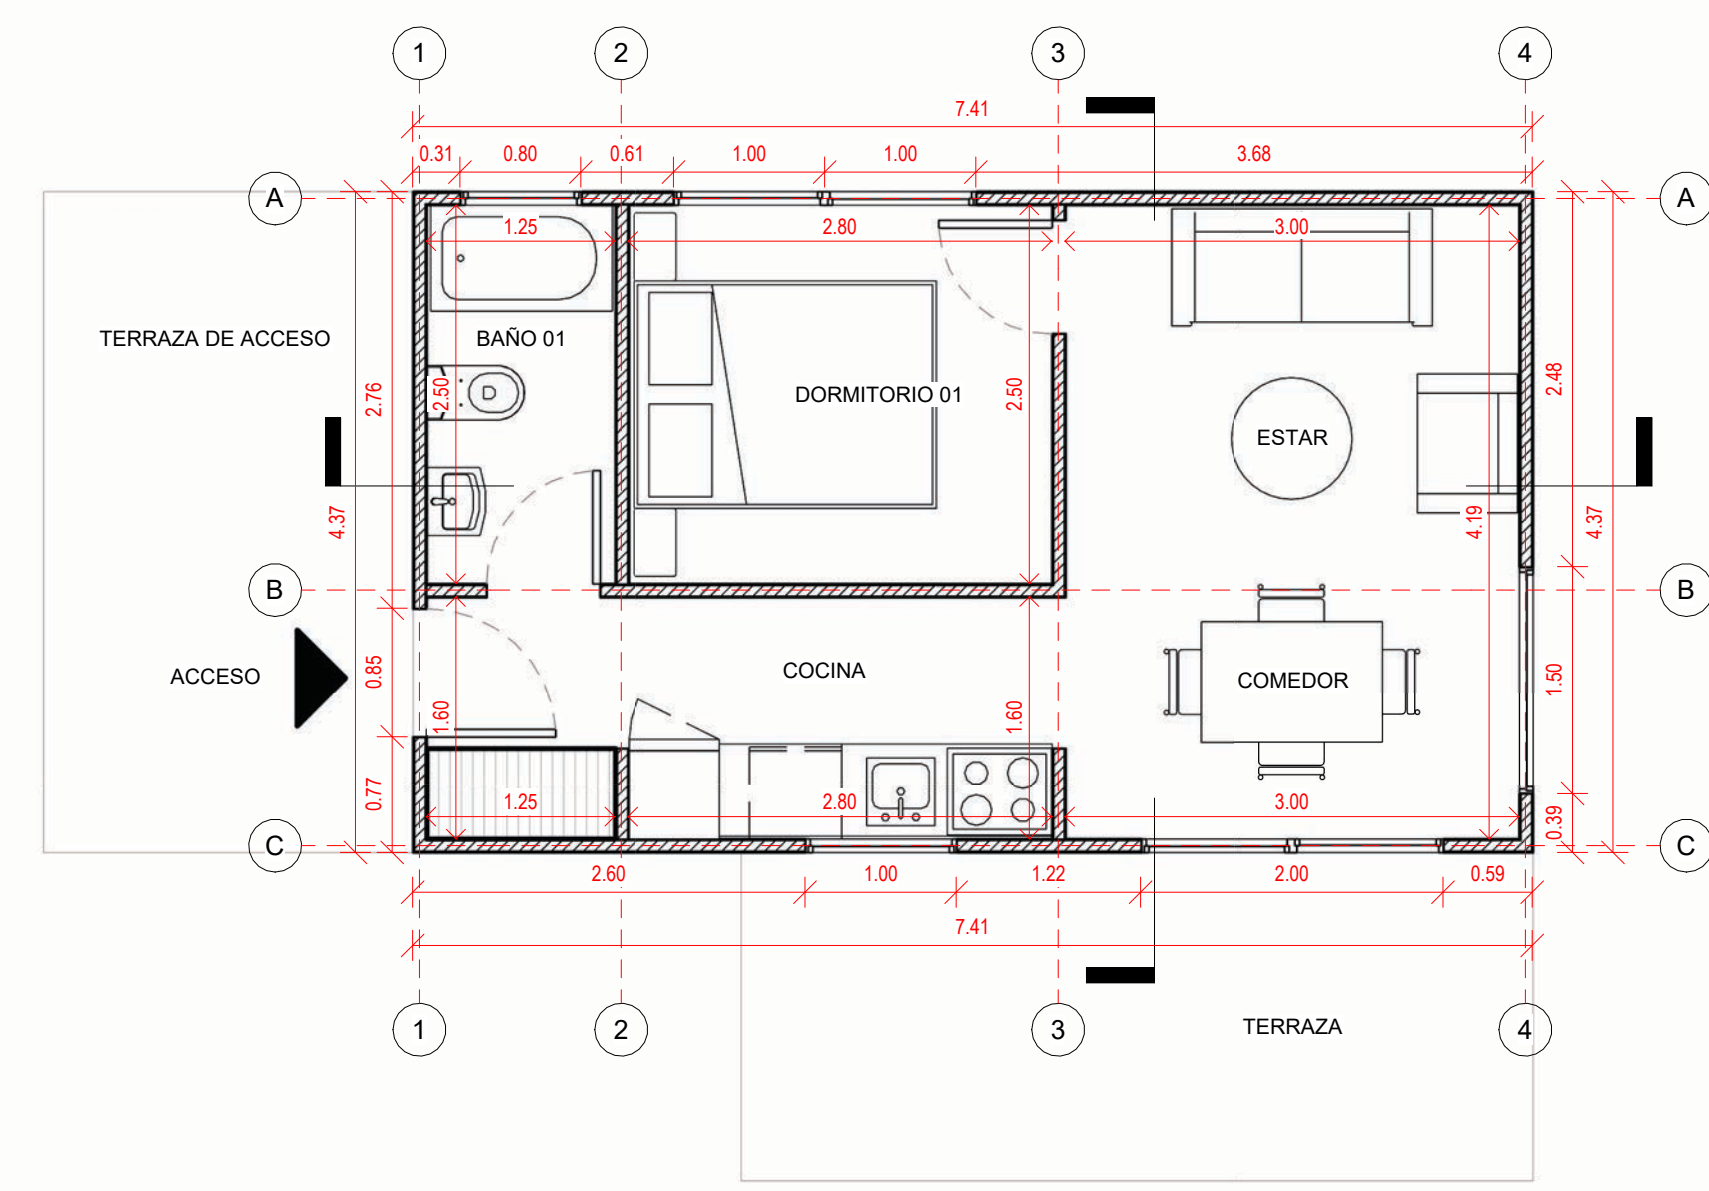 1 2 3 4
7.41
0.31 0.80 0.61 1.00 1.00 3.68
A A
1.25 2.80 3.00
TERRAZA DE ACCESO BAÑO 01
2.76 2.50 DORMITORIO 01 2.50 2.48
ESTAR
4.37 4.19 4.37
B B
ACCESO 0.85 COCINA COMEDOR 1.50
1.60 1.60
0.77 1.25 2.80 3.00 0.39
C C
2.60 1.00 1.22 2.00 0.59
7.41
1 2 3 4
TERRAZA